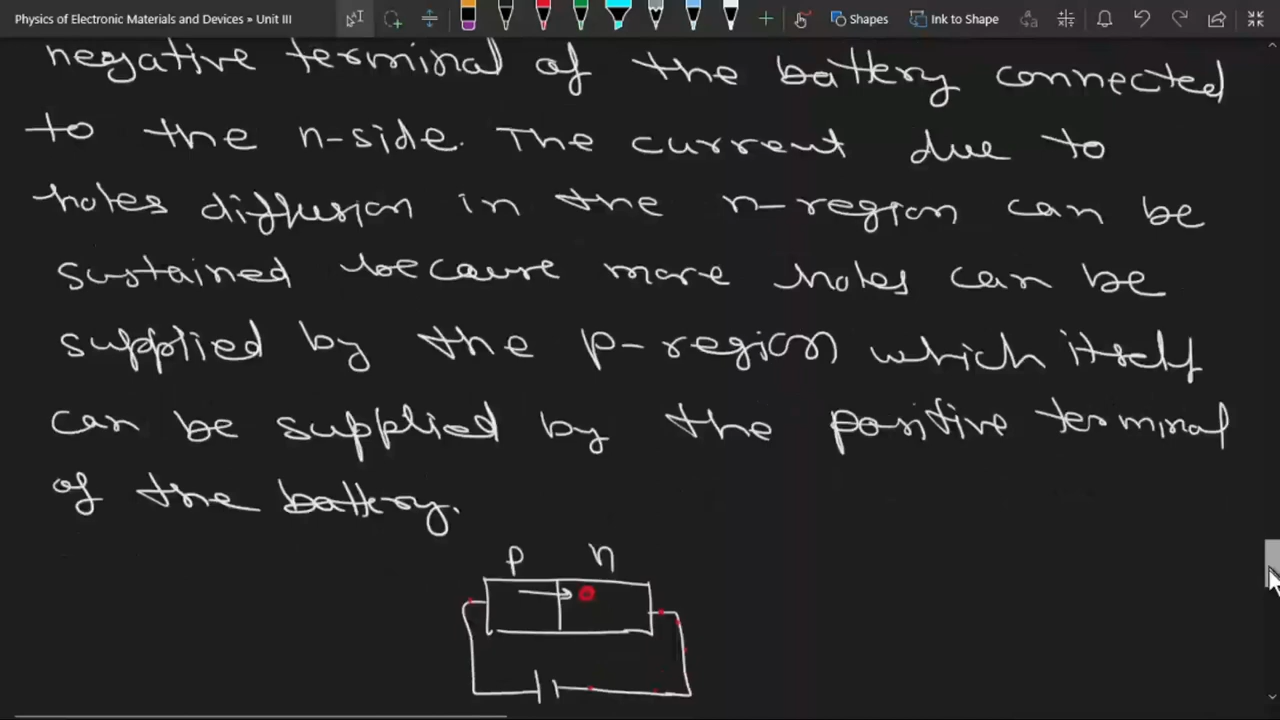 Physics of Electronic Materials and Devices » Unit III
Shapes
Ink to Shape
negative terminal of the battery connected
to the n-side. The current due to
holes diffusion in the n-region can be
sustained because more holes can be
supplied by the p-region which itself
can be supplied by the positive terminal
of the battery.
p n